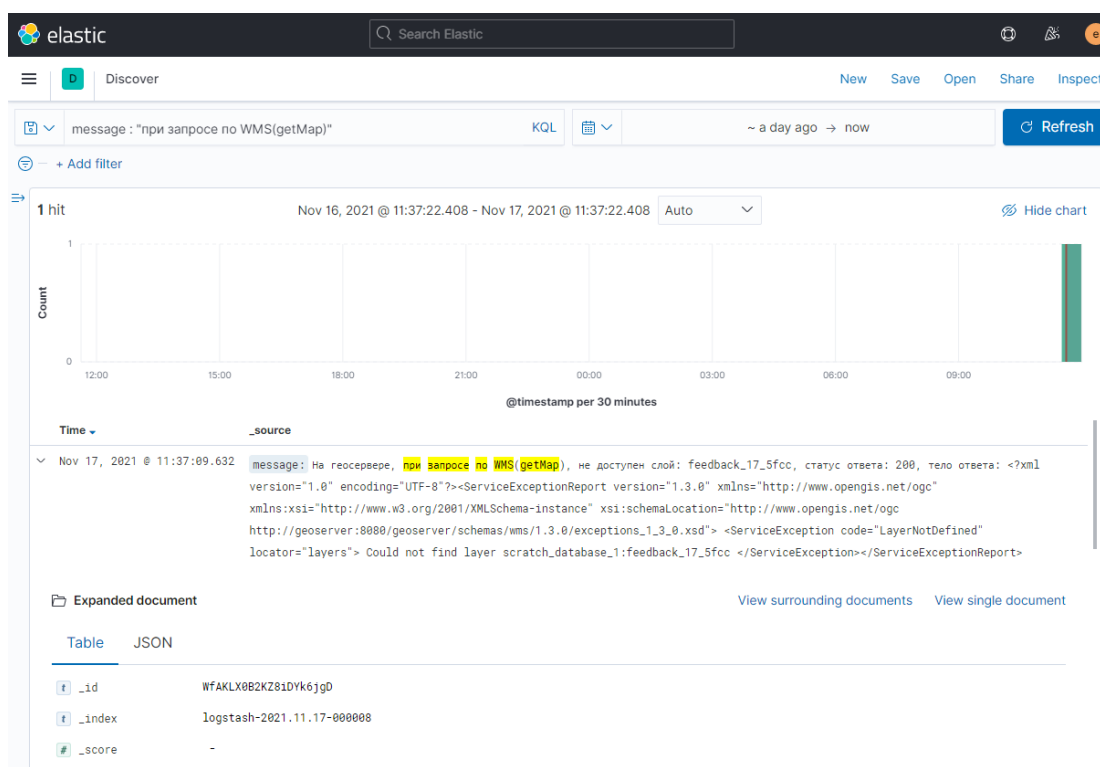 elastic
Search Elastic
e
D Discover
New Save Open Share Inspect
message : "при запросе по WMS(getMap)" KQL ~ a day ago → now Refresh
+ Add filter
1 hit Nov 16, 2021 @ 11:37:22.408 - Nov 17, 2021 @ 11:37:22.408 Auto Hide chart
1
Count
0
12:00 15:00 18:00 21:00 00:00 03:00 06:00 09:00
@timestamp per 30 minutes
Time _source
Nov 17, 2021 @ 11:37:09.632 message: На геосервере, при запросе по WMS(getMap), не доступен слой: feedback_17_5fcc, статус ответа: 200, тело ответа: <?xml
version="1.0" encoding="UTF-8"?><ServiceExceptionReport version="1.3.0" xmlns="http://www.opengis.net/ogc"
xmlns:xsi="http://www.w3.org/2001/XMLSchema-instance" xsi:schemaLocation="http://www.opengis.net/ogc
http://geoserver:8080/geoserver/schemas/wms/1.3.0/exceptions_1_3_0.xsd"> <ServiceException code="LayerNotDefined"
locator="layers"> Could not find layer scratch_database_1:feedback_17_5fcc </ServiceException></ServiceExceptionReport>
Expanded document View surrounding documents View single document
Table JSON
t _id WfAKLX0B2KZ8iDYk6jgD
t _index logstash-2021.11.17-000008
# _score -